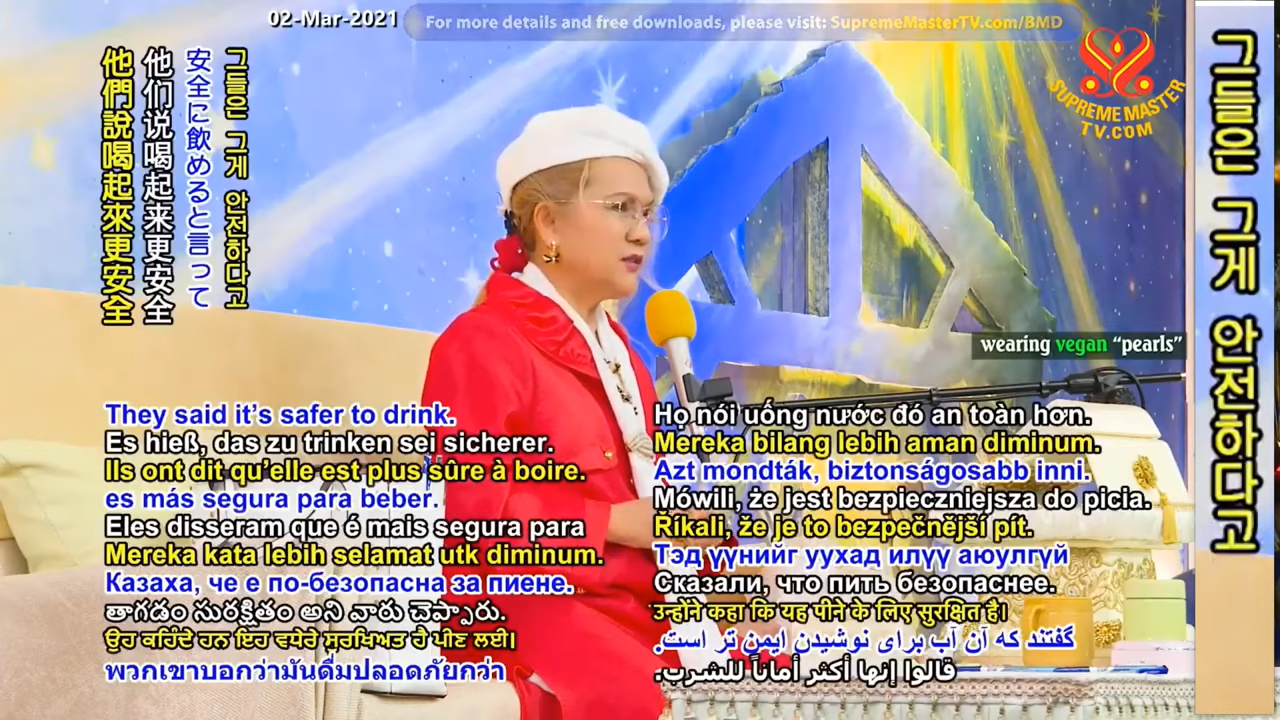 02-Mar-2021
For more details and free downloads, please visit: SupremeMasterTV.com/BMD
SUPREME MASTER
TV.COM
그들은 그게 안전하다고
安全に飲めると言って
他们说喝起来更安全
他們說喝起來更安全
그들은 그게 안전하다고
wearing vegan “pearls”
They said it’s safer to drink.
Es hieß, das zu trinken sei sicherer.
Ils ont dit qu’elle est plus sûre à boire.
es más segura para beber.
Eles disseram que é mais segura para
Mereka kata lebih selamat utk diminum.
Казаха, че е по-безопасна за пиене.
తాగడం సురక్షితం అని వారు చెప్పారు.
ਉਹ ਕਹਿੰਦੇ ਹਨ ਇਹ ਵਧੇਰੇ ਸੁਰਖਿਅਤ ਹੈ ਪੀਣ ਲਈ।
พวกเขาบอกว่ามันดื่มปลอดภัยกว่า
Họ nói uống nước đó an toàn hơn.
Mereka bilang lebih aman diminum.
Azt mondták, biztonságosabb inni.
Mówili, że jest bezpieczniejsza do picia.
Říkali, že je to bezpečnější pít.
Тэд үүнийг уухад илүү аюулгүй
Сказали, что пить безопаснее.
उन्होंने कहा कि यह पीने के लिए सुरक्षित है।
گفتند که آن آب برای نوشیدن ایمن تر است.
قالوا إنها أكثر أماناً للشرب.